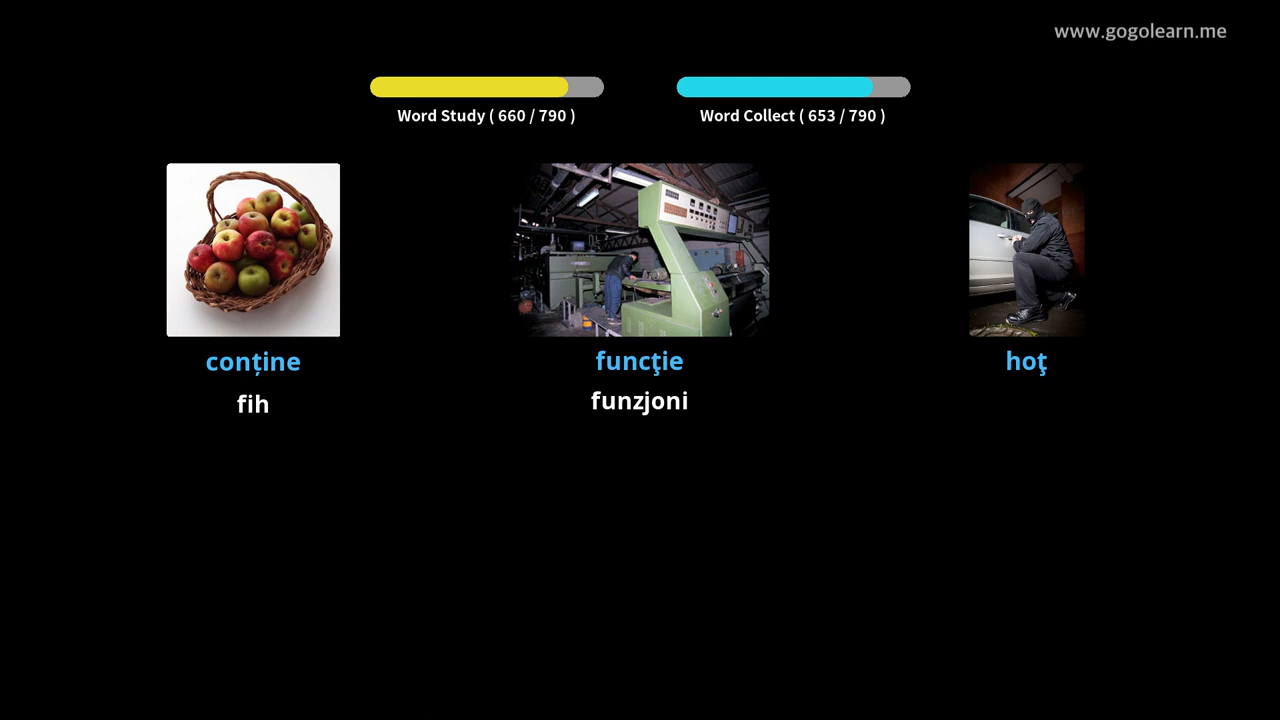 www.gogolearn.me
Word Study ( 660 / 790 )
Word Collect ( 653 / 790 )
conține
funcţie
hoţ
fih
funzjoni